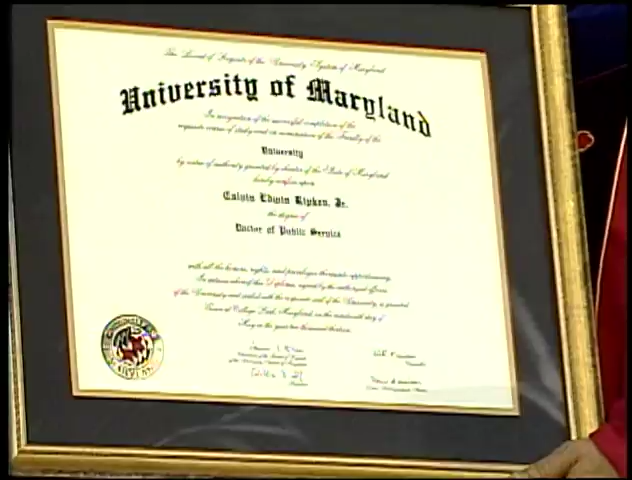 The Board of Regents of the University System of Maryland
University of Maryland
In recognition of the successful completion of the
requisite course of study and on nomination of the Faculty of the
University
by virtue of authority granted by charter of the State of Maryland
hereby confers upon
Calvin Edwin Ripken, Jr.
the degree of
Doctor of Public Service
with all the honors, rights, and privileges thereunto appertaining.
In witness whereof this Diploma, signed by the authorized officers
of the University and sealed with the corporate seal of the University, is granted
Given at College Park, Maryland, on the nineteenth day of
May in the year two thousand thirteen.